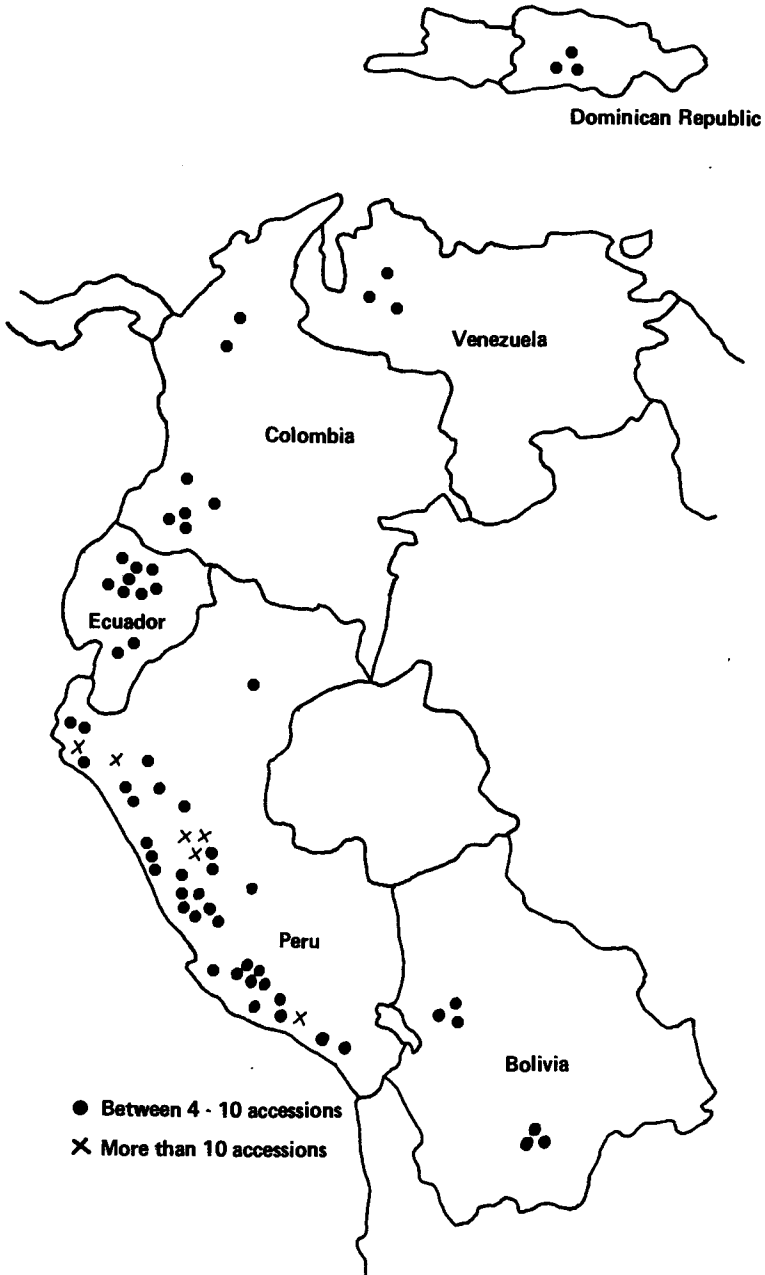 Dominican Republic
Venezuela
Colombia
Ecuador
Peru
Bolivia
● Between 4 - 10 accessions
X More than 10 accessions